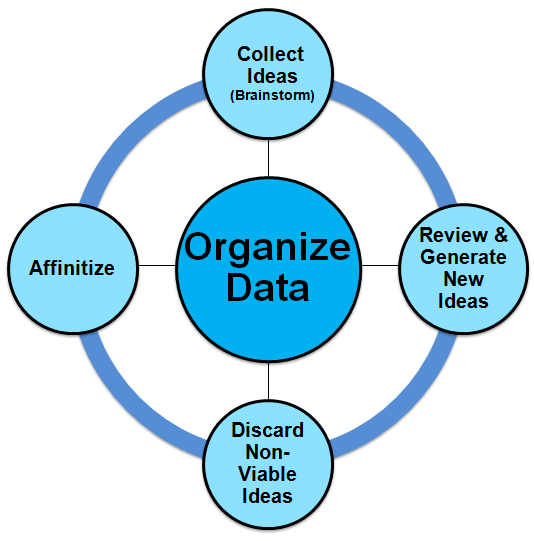 Collect
Ideas
(Brainstorm)
Organize
Data
Review &
Generate
New
Ideas
Discard
Non-
Viable
Ideas
Affinitize